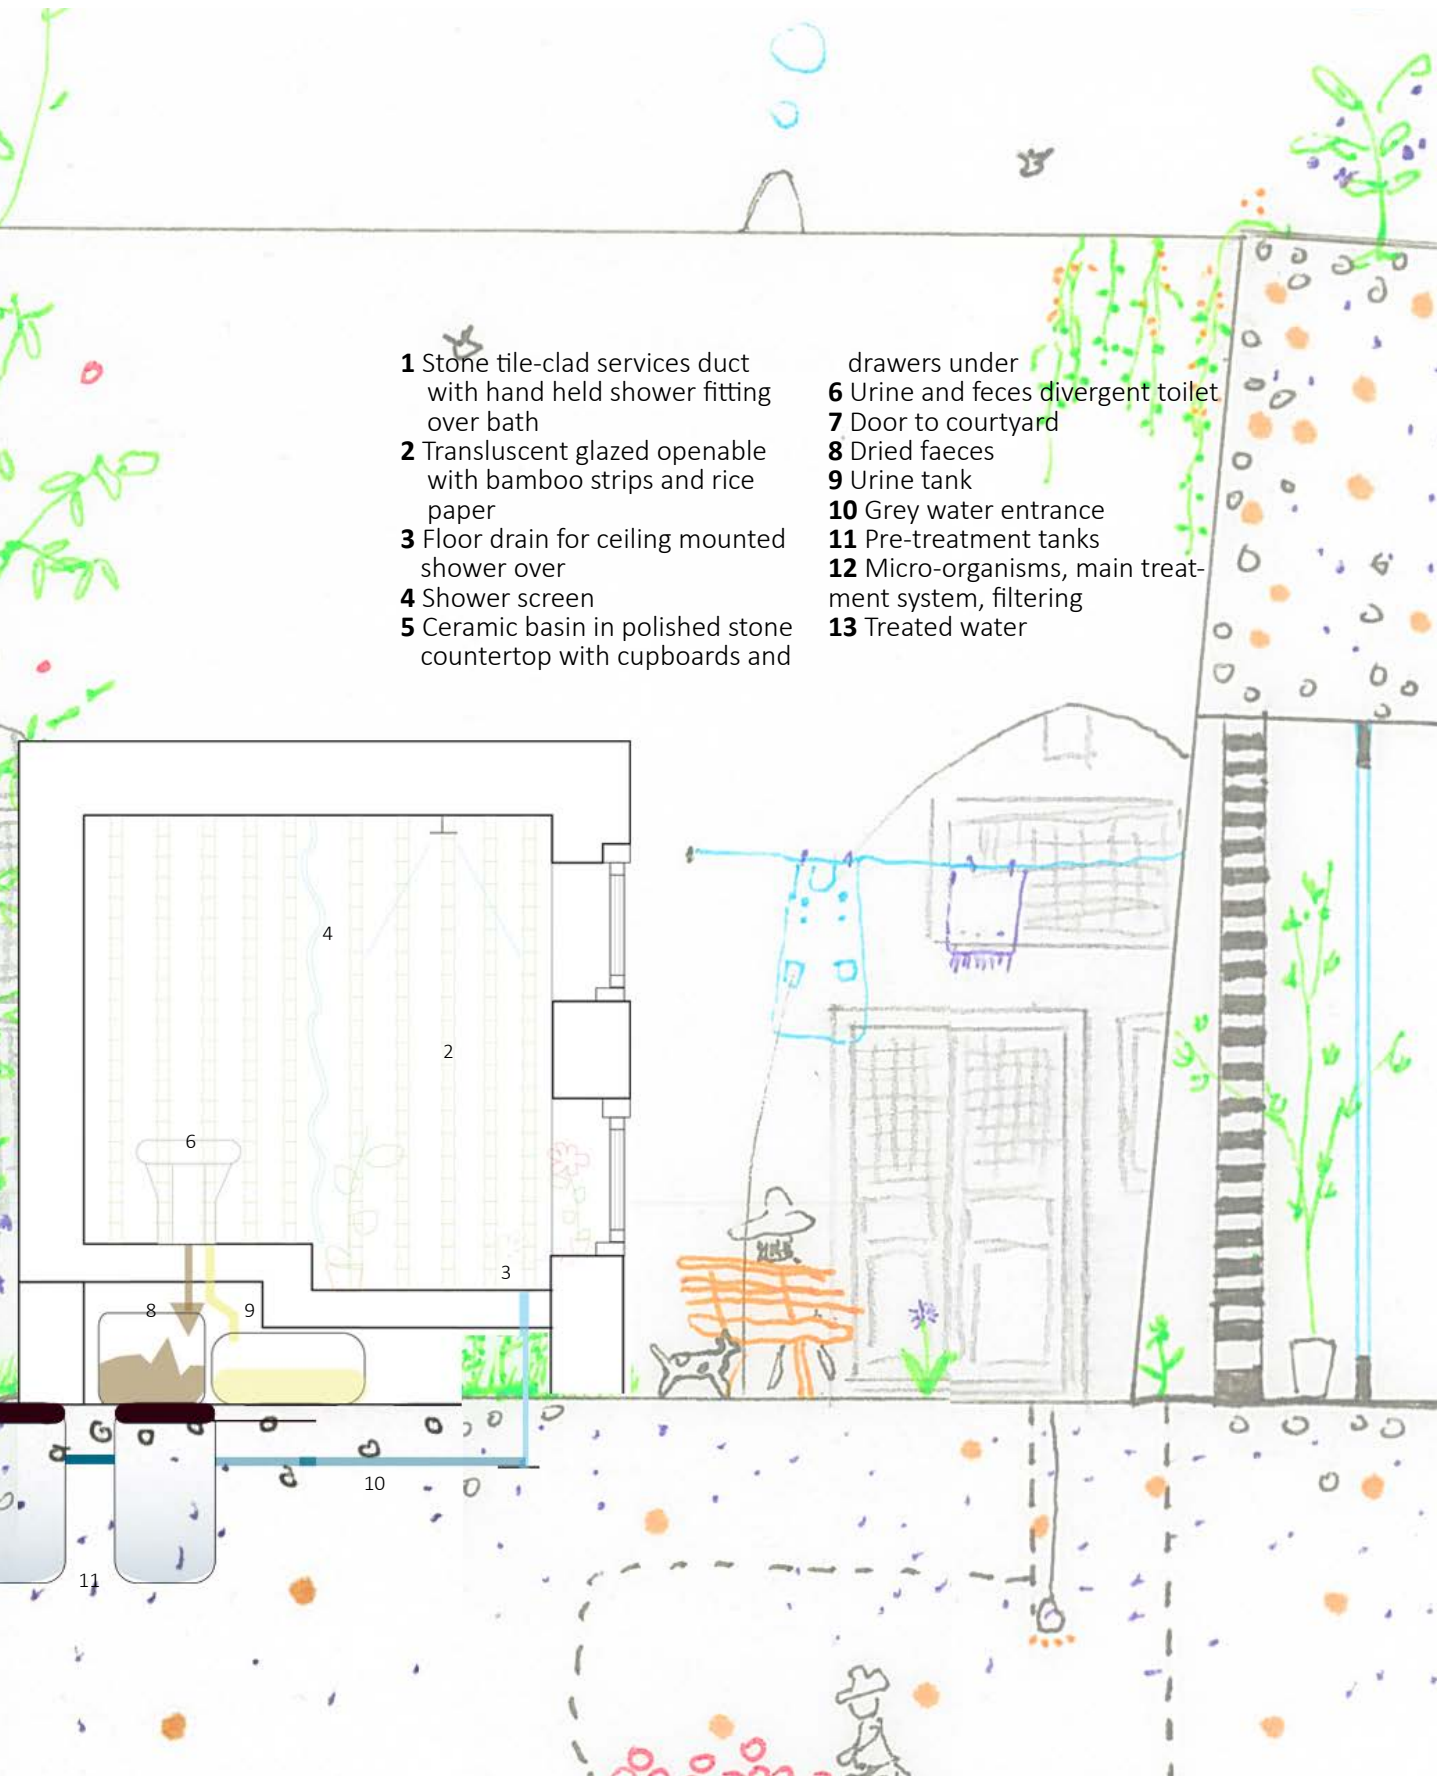 1 Stone tile-clad services duct
with hand held shower fitting
over bath
2 Transluscent glazed openable
with bamboo strips and rice
paper
3 Floor drain for ceiling mounted
shower over
4 Shower screen
5 Ceramic basin in polished stone
countertop with cupboards and
drawers under
6 Urine and feces divergent toilet
7 Door to courtyard
8 Dried faeces
9 Urine tank
10 Grey water entrance
11 Pre-treatment tanks
12 Micro-organisms, main treat-
ment system, filtering
13 Treated water
4
2
6
3
8
9
10
11